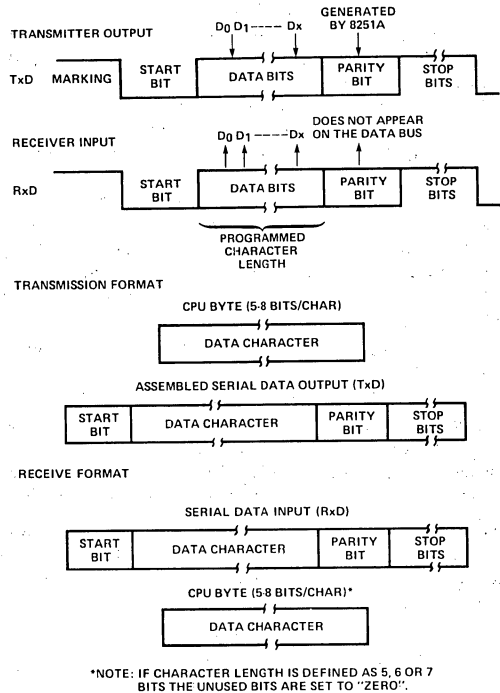 TRANSMITTER OUTPUT
D0 D1 ---- Dx
GENERATED
BY 8251A
TxD MARKING
START
BIT
DATA BITS
PARITY
BIT
STOP
BITS
RECEIVER INPUT
D0 D1 ---- Dx
DOES NOT APPEAR
ON THE DATA BUS
RxD
START
BIT
DATA BITS
PARITY
BIT
STOP
BITS
PROGRAMMED
CHARACTER
LENGTH
TRANSMISSION FORMAT
CPU BYTE (5-8 BITS/CHAR)
DATA CHARACTER
ASSEMBLED SERIAL DATA OUTPUT (TxD)
START
BIT
DATA CHARACTER
PARITY
BIT
STOP
BITS
RECEIVE FORMAT
SERIAL DATA INPUT (RxD)
START
BIT
DATA CHARACTER
PARITY
BIT
STOP
BITS
CPU BYTE (5-8 BITS/CHAR)*
DATA CHARACTER
*NOTE: IF CHARACTER LENGTH IS DEFINED AS 5, 6 OR 7
BITS THE UNUSED BITS ARE SET TO "ZERO".